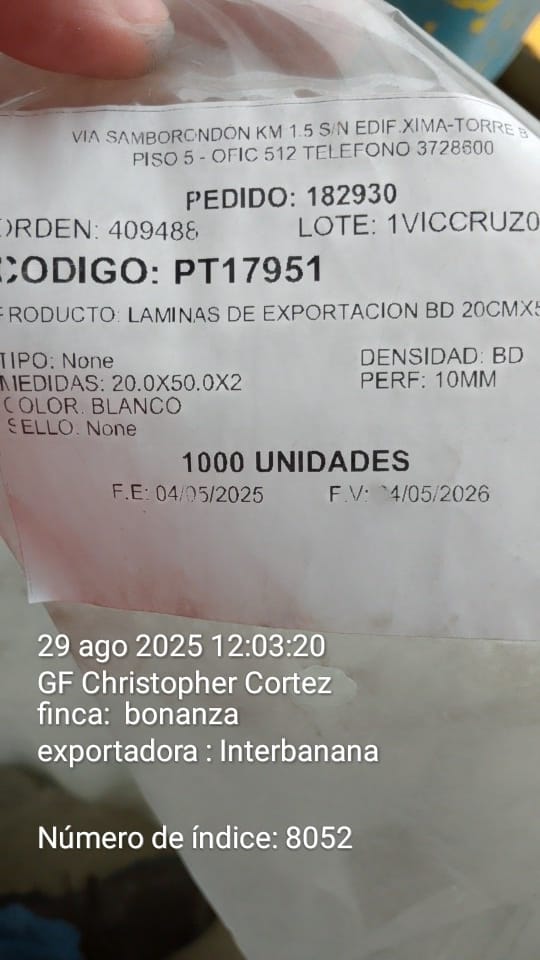 VIA SAMBORONDÓN KM 1.5 S/N EDIF.XIMA-TORRE B
PISO 5 - OFIC 512 TELEFONO 3728600
PEDIDO: 182930
ORDEN: 409488 LOTE: 1VICCRUZ0
CODIGO: PT17951
PRODUCTO: LAMINAS DE EXPORTACION BD 20CMX5
TIPO: None DENSIDAD: BD
MEDIDAS: 20.0X50.0X2 PERF: 10MM
COLOR: BLANCO
SELLO: None
1000 UNIDADES
F.E: 04/05/2025 F.V: 4/05/2026
29 ago 2025 12:03:20
GF Christopher Cortez
finca: bonanza
exportadora : Interbanana
Número de índice: 8052